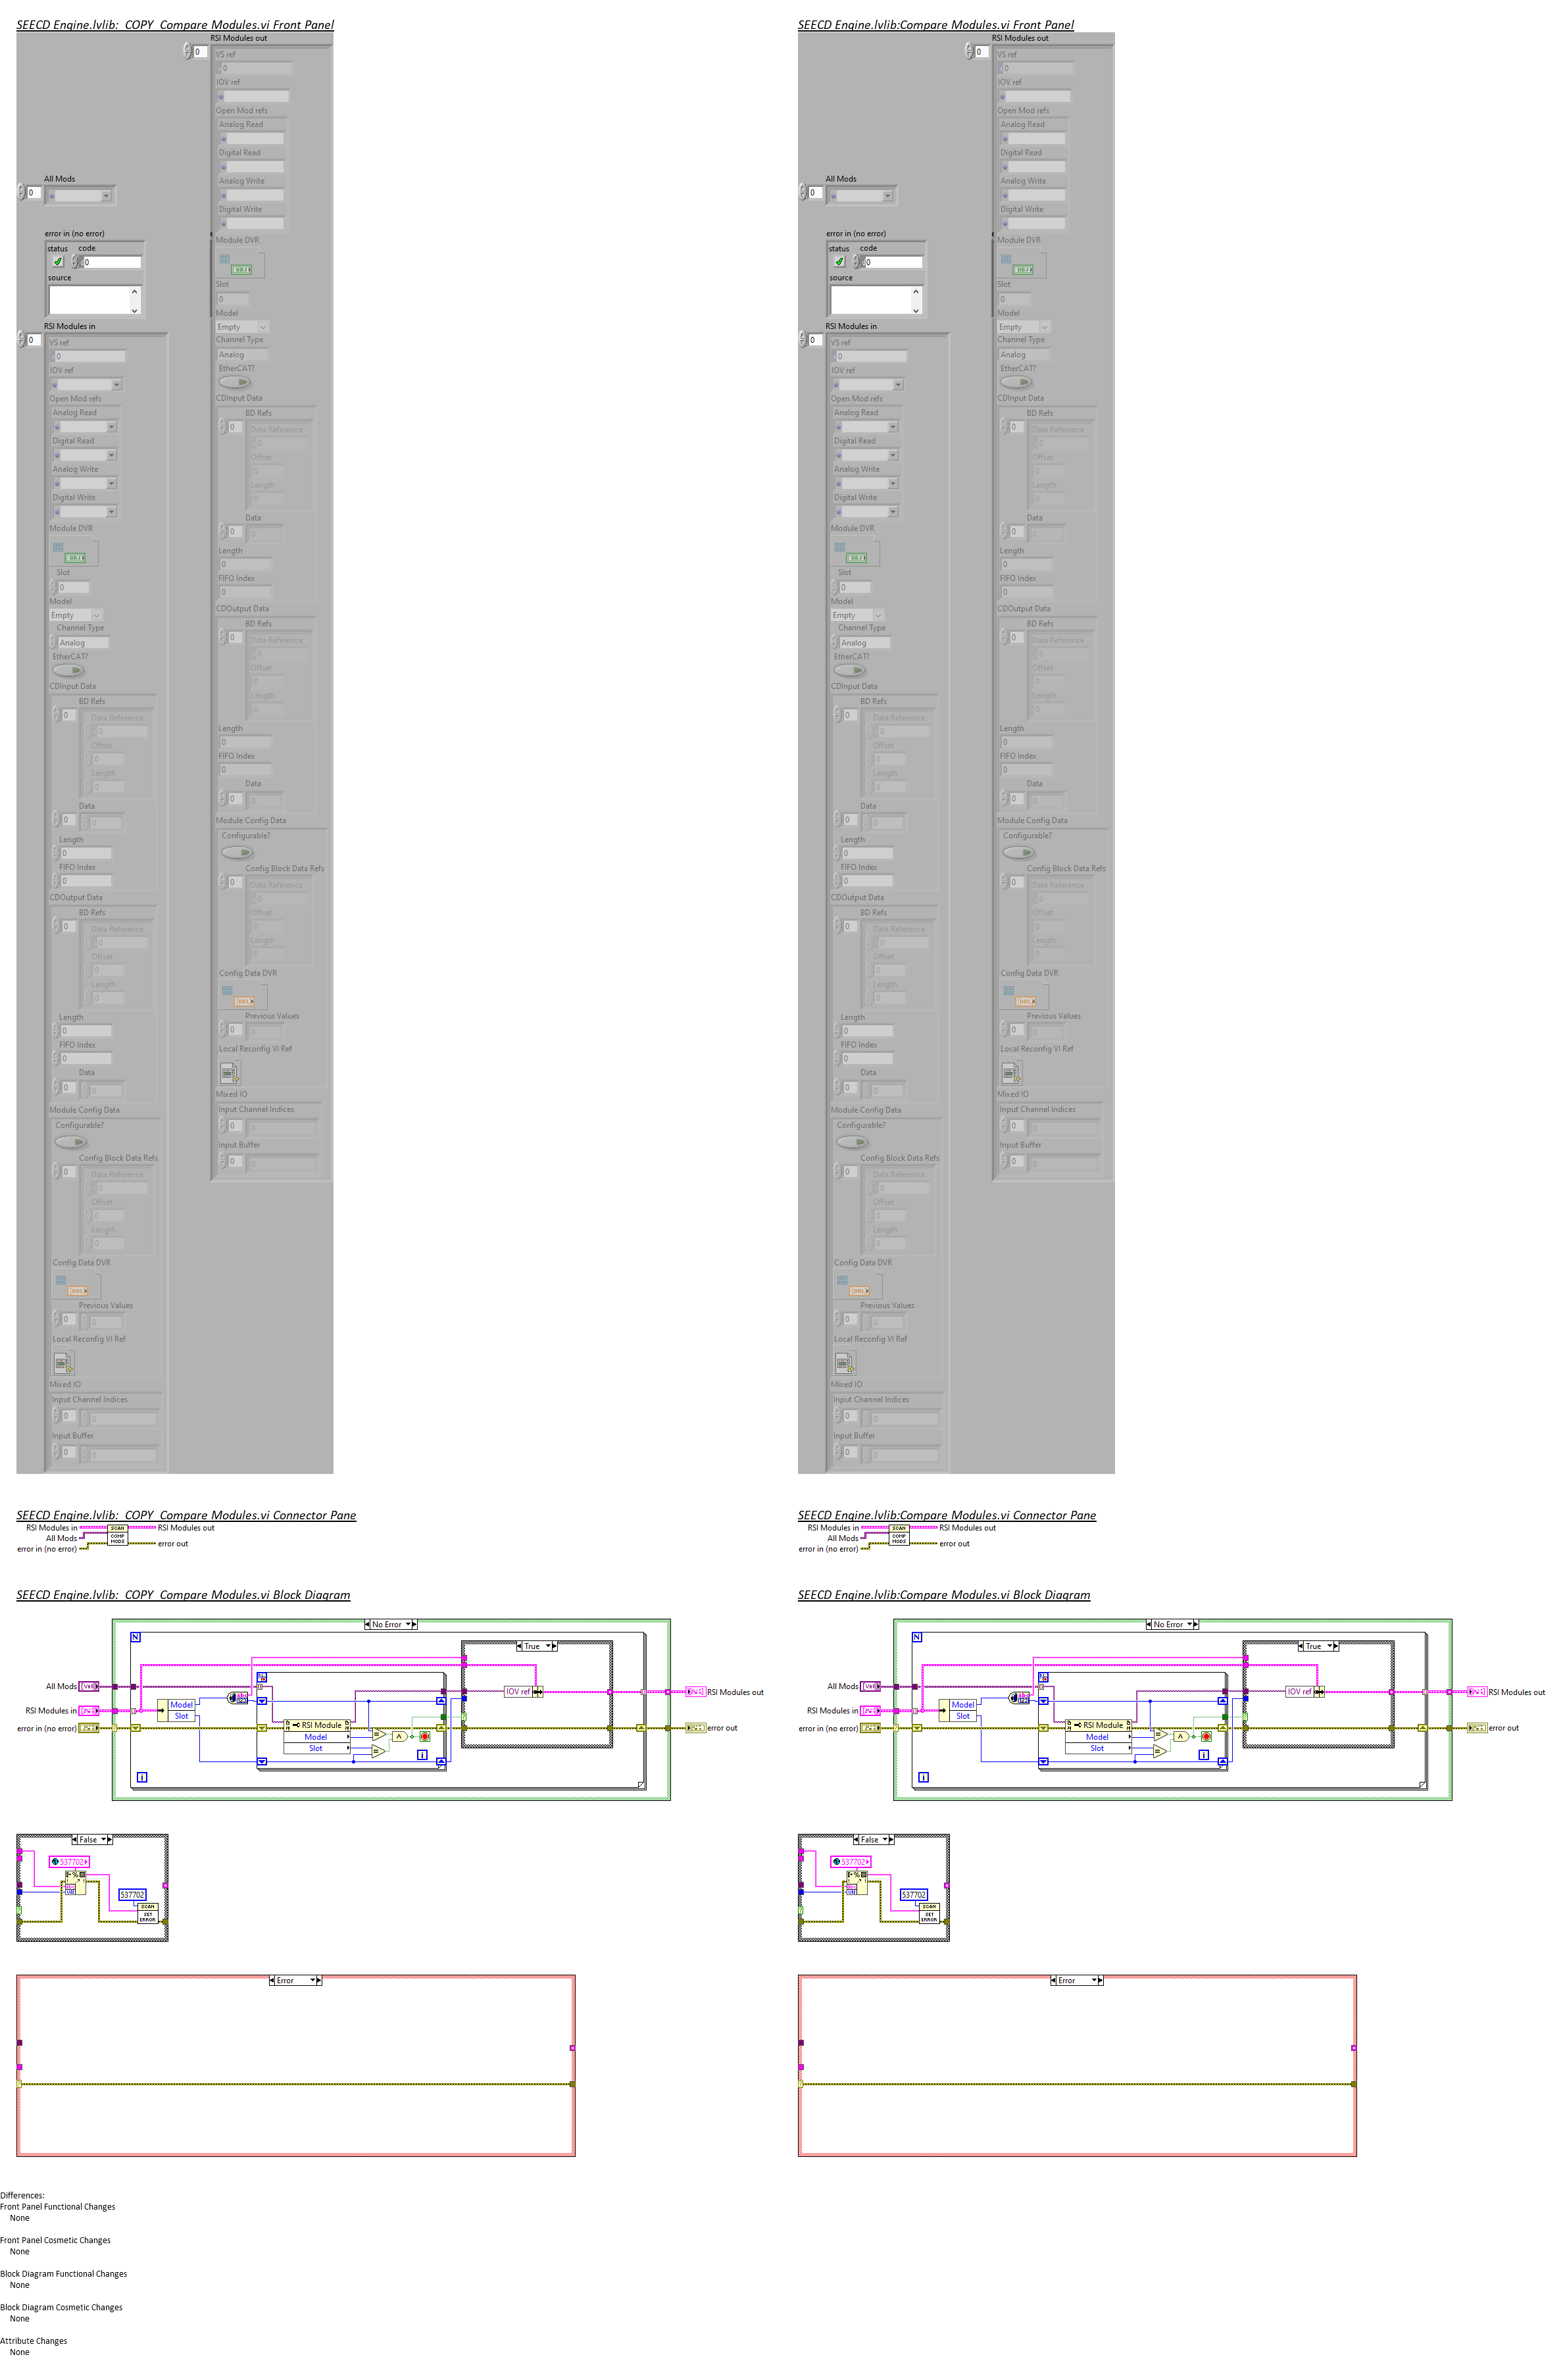 SEECD Engine.lvlib:_COPY_Compare Modules.vi Front Panel
RSI Modules out
0
VS ref
0
IOV ref
Open Mod refs
Analog Read
Digital Read
Analog Write
All Mods
0
Digital Write
error in (no error)
Module DVR
status
code
0
source
Slot
0
Model
RSI Modules in
Empty
0
VS ref
Channel Type
0
Analog
IOV ref
EtherCAT?
Open Mod refs
CDInput Data
Analog Read
BD Refs
0
Data Reference
0
Digital Read
Offset
Analog Write
0
Length
Digital Write
0
Data
Module DVR
0
0
Length
0
Slot
FIFO Index
0
0
Model
CDOutput Data
Empty
BD Refs
Channel Type
0
Data Reference
Analog
0
EtherCAT?
Offset
0
CDInput Data
Length
BD Refs
0
0
Data Reference
Length
0
0
Offset
FIFO Index
0
0
Length
Data
0
0
0
Data
Module Config Data
0
0
Configurable?
Length
0
FIFO Index
Config Block Data Refs
0
0
Data Reference
0
CDOutput Data
BD Refs
Offset
0
0
Data Reference
Length
0
0
Offset
Config Data DVR
0
Length
0
Previous Values
Length
0
0
0
FIFO Index
Local Reconfig VI Ref
0
Data
0
0
Mixed IO
Module Config Data
Input Channel Indices
Configurable?
0
0
Input Buffer
Config Block Data Refs
0
0
0
Data Reference
0
Offset
0
Length
0
Config Data DVR
Previous Values
0
0
Local Reconfig VI Ref
Mixed IO
Input Channel Indices
0
0
Input Buffer
0
0
SEECD Engine.lvlib:Compare Modules.vi Front Panel
RSI Modules out
0
VS ref
0
IOV ref
Open Mod refs
Analog Read
Digital Read
Analog Write
All Mods
0
Digital Write
error in (no error)
Module DVR
status
code
0
source
Slot
0
Model
RSI Modules in
Empty
0
VS ref
Channel Type
0
Analog
IOV ref
EtherCAT?
Open Mod refs
CDInput Data
Analog Read
BD Refs
0
Data Reference
0
Digital Read
Offset
Analog Write
0
Length
Digital Write
0
Data
Module DVR
0
0
Length
0
Slot
FIFO Index
0
0
Model
CDOutput Data
Empty
BD Refs
Channel Type
0
Data Reference
Analog
0
EtherCAT?
Offset
0
CDInput Data
Length
BD Refs
0
0
Data Reference
Length
0
0
Offset
FIFO Index
0
0
Length
Data
0
0
0
Data
Module Config Data
0
0
Configurable?
Length
0
FIFO Index
Config Block Data Refs
0
0
Data Reference
0
CDOutput Data
BD Refs
Offset
0
0
Data Reference
Length
0
0
Offset
Config Data DVR
0
Length
0
Previous Values
Length
0
0
0
FIFO Index
Local Reconfig VI Ref
0
Data
0
0
Mixed IO
Module Config Data
Input Channel Indices
Configurable?
0
0
Input Buffer
Config Block Data Refs
0
0
0
Data Reference
0
Offset
0
Length
0
Config Data DVR
Previous Values
0
0
Local Reconfig VI Ref
Mixed IO
Input Channel Indices
0
0
Input Buffer
0
0
SEECD Engine.lvlib:_COPY_Compare Modules.vi Connector Pane
RSI Modules in
SCAN
RSI Modules out
All Mods
COMP
MODS
error in (no error)
error out
SEECD Engine.lvlib:Compare Modules.vi Connector Pane
RSI Modules in
SCAN
RSI Modules out
All Mods
COMP
MODS
error in (no error)
error out
SEECD Engine.lvlib:_COPY_Compare Modules.vi Block Diagram
No Error
N
True
All Mods
IOV ref
RSI Modules out
Model
RSI Modules in
Slot
error in (no error)
RSI Module
error out
Model
Slot
i
i
False
537702
537702
SCAN
SET
ERROR
Error
SEECD Engine.lvlib:Compare Modules.vi Block Diagram
No Error
N
True
All Mods
IOV ref
RSI Modules out
Model
RSI Modules in
Slot
error in (no error)
RSI Module
error out
Model
Slot
i
i
False
537702
537702
SCAN
SET
ERROR
Error
Differences:
Front Panel Functional Changes
None
Front Panel Cosmetic Changes
None
Block Diagram Functional Changes
None
Block Diagram Cosmetic Changes
None
Attribute Changes
None